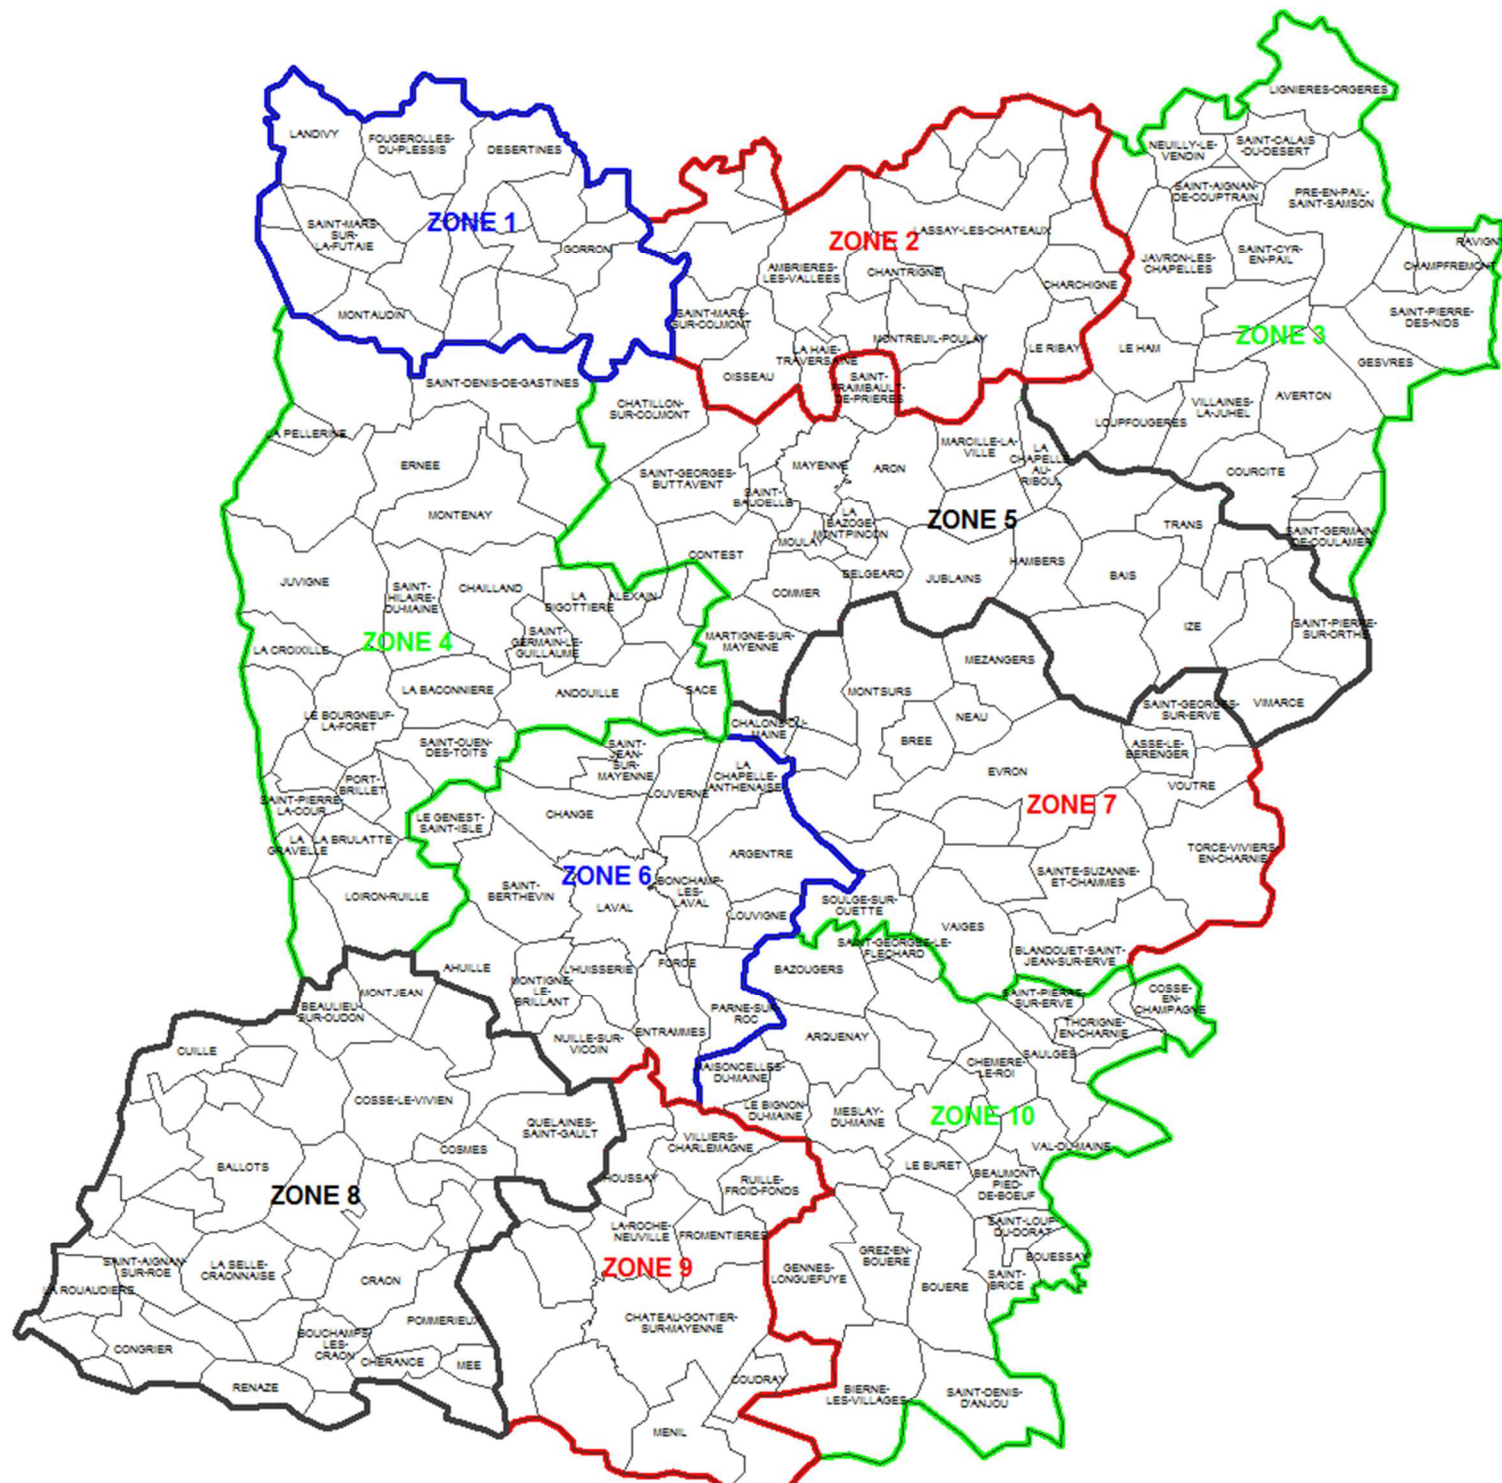 LIGNIERES-ORGERES
LANDIVY
FOUGEROLLES-
DU-PLESSIS
DESERTINES
NEUILLY-LE-
VENDIN
SAINT-CALAIS
-DU-DESERT
SAINT-AIGNAN-
DE-COUPTRAIN
PRE-EN-PAIL-
SAINT-SAMSON
SAINT-MARS-
SUR-
LA-FUTAIE
ZONE 1
GORRON
ZONE 2
LASSAY-LES-CHATEAUX
AMBRIERES-
LES-VALLEES
CHANTRIGNE
CHARCHIGNE
JAVRON-LES-
CHAPELLES
SAINT-CYR-
EN-PAIL
RAVIGN
CHAMPFREMONT
MONTAUDIN
SAINT-MARS-
SUR-COLMONT
SAINT-PIERRE-
DES-NIDS
ZONE 3
LA HAIE-
TRAVERSAINE
MONTREUIL-POULAY
LE RIBAY
LE HAM
GESVRES
OISSEAU
SAINT-
FRAIMBAULT-
DE-PRIERES
SAINT-DENIS-DE-GASTINES
CHATILLON-
SUR-COLMONT
VILLAINES-
LA-JUHEL
AVERTON
LOUPFOUGERES
LA PELLERINE
ERNEE
MARCILLE-LA-
VILLE
LA
CHAPELLE-
AU-
RIBOUL
MAYENNE
ARON
SAINT-GEORGES-
BUTTAVENT
SAINT-
BAUDELLE
COURCITE
MONTENAY
LA
BAZOGE-
MONTPINCON
ZONE 5
TRANS
SAINT-GERMAIN-
DE-COULAMER
MOULAY
CONTEST
HAMBERS
JUVIGNE
SAINT-
HILAIRE-
DU-MAINE
CHAILLAND
LA
BIGOTTIERE
ALEXAIN
COMMER
BELGEARD
JUBLAINS
BAIS
IZE
SAINT-PIERRE-
SUR-ORTHE
LA CROIXILLE
ZONE 4
SAINT-
GERMAIN-LE-
GUILLAUME
MARTIGNE-SUR-
MAYENNE
MEZANGERS
LA BACONNIERE
ANDOUILLE
SACE
MONTSURS
SAINT-GEORGES-
SUR-ERVE
VIMARCE
LE BOURGNEUF-
LA-FORET
CHALONS-DU-
MAINE
NEAU
BREE
SAINT-OUEN-
DES-TOITS
SAINT-
JEAN-
SUR-
MAYENNE
ASSE-LE-
BERENGER
EVRON
VOUTRE
PORT-
BRILLET
LOUVERNE
LA
CHAPELLE-
ANTHENAISE
SAINT-PIERRE-
LA-COUR
LE GENEST-
SAINT-ISLE
CHANGE
ZONE 7
LA
GRAVELLE
LA BRULATTE
ARGENTRE
TORCE-VIVIERS-
EN-CHARNIE
ZONE 6
SAINTE-SUZANNE-
ET-CHAMMES
LOIRON-RUILLE
SAINT-
BERTHEVIN
LAVAL
BONCHAMP-
LES-
LAVAL
LOUVIGNE
SOULGE-SUR-
OUETTE
VAIGES
SAINT-GEORGES-LE-
FLECHARD
BLANDOUET-SAINT-
JEAN-SUR-ERVE
AHUILLE
L'HUISSERIE
FORCE
BAZOUGERS
MONTIGNE-
LE-
BRILLANT
MONTJEAN
BEAULIEU-
SUR-OUDON
SAINT-PIERRE-
SUR-ERVE
COSSE-
EN-
CHAMPAGNE
PARNE-SUR-
ROC
THORIGNE-
EN-CHARNIE
CUILLE
NUILLE-SUR-
VICOIN
ENTRAMMES
ARQUENAY
SAULGES
CHEMERE-
LE-ROI
MAISONCELLES-
DU-MAINE
COSSE-LE-VIVIEN
LE BIGNON-
DU-MAINE
MESLAY-
DU-MAINE
ZONE 10
QUELAINES-
SAINT-GAULT
VILLIERS-
CHARLEMAGNE
VAL-DU-MAINE
COSMES
BALLOTS
HOUSSAY
RUILLE-
FROID-FONDS
LE BURET
BEAUMONT-
PIED-
DE-BOEUF
ZONE 8
LA-ROCHE-
NEUVILLE
FROMENTIERES
SAINT-LOUP-
DU-DORAT
SAINT-AIGNAN-
SUR-ROE
LA SELLE-
CRAONNAISE
CRAON
ZONE 9
GENNES-
LONGUEFUYE
GREZ-EN-
BOUERE
BOUERE
BOUESSAY
SAINT-
BRICE
LA ROUAUDIERE
POMMERIEUX
CHATEAU-GONTIER-
SUR-MAYENNE
CONGRIER
BOUCHAMPS-
LES-
CRAON
CHERANCE
MEE
RENAZE
COUDRAY
BIERNE-
LES-VILLAGES
SAINT-DENIS-
D'ANJOU
MENIL